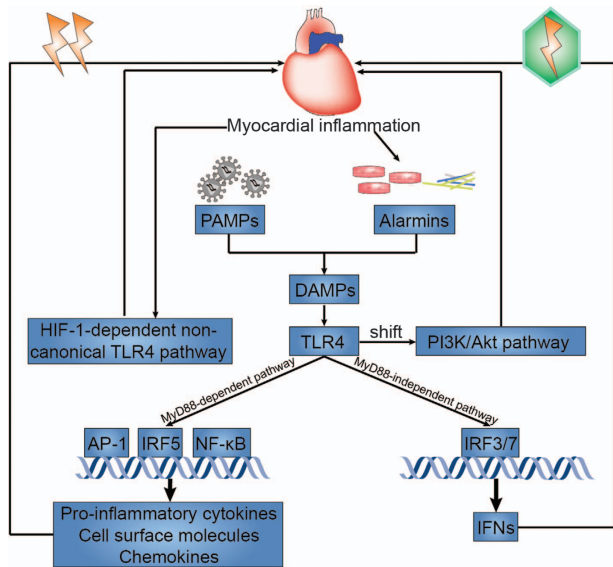 Myocardial inflammation
PAMPs
Alarmins
DAMPs
HIF-1-dependent non-
canonical TLR4 pathway
TLR4
shift
PI3K/Akt pathway
MyD88-dependent pathway
MyD88-independent pathway
AP-1
IRF5
NF-κB
IRF3/7
Pro-inflammatory cytokines
Cell surface molecules
Chemokines
IFNs